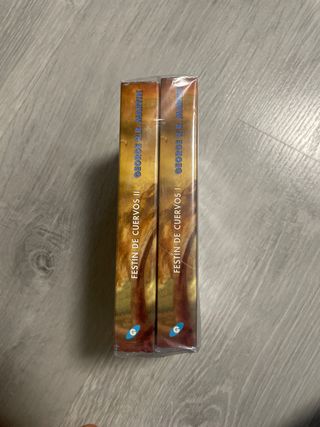 GEORGE R.R. MARTIN
FESTÍN DE CUERVOS II
GEORGE R.R. MARTIN
FESTÍN DE CUERVOS I
G